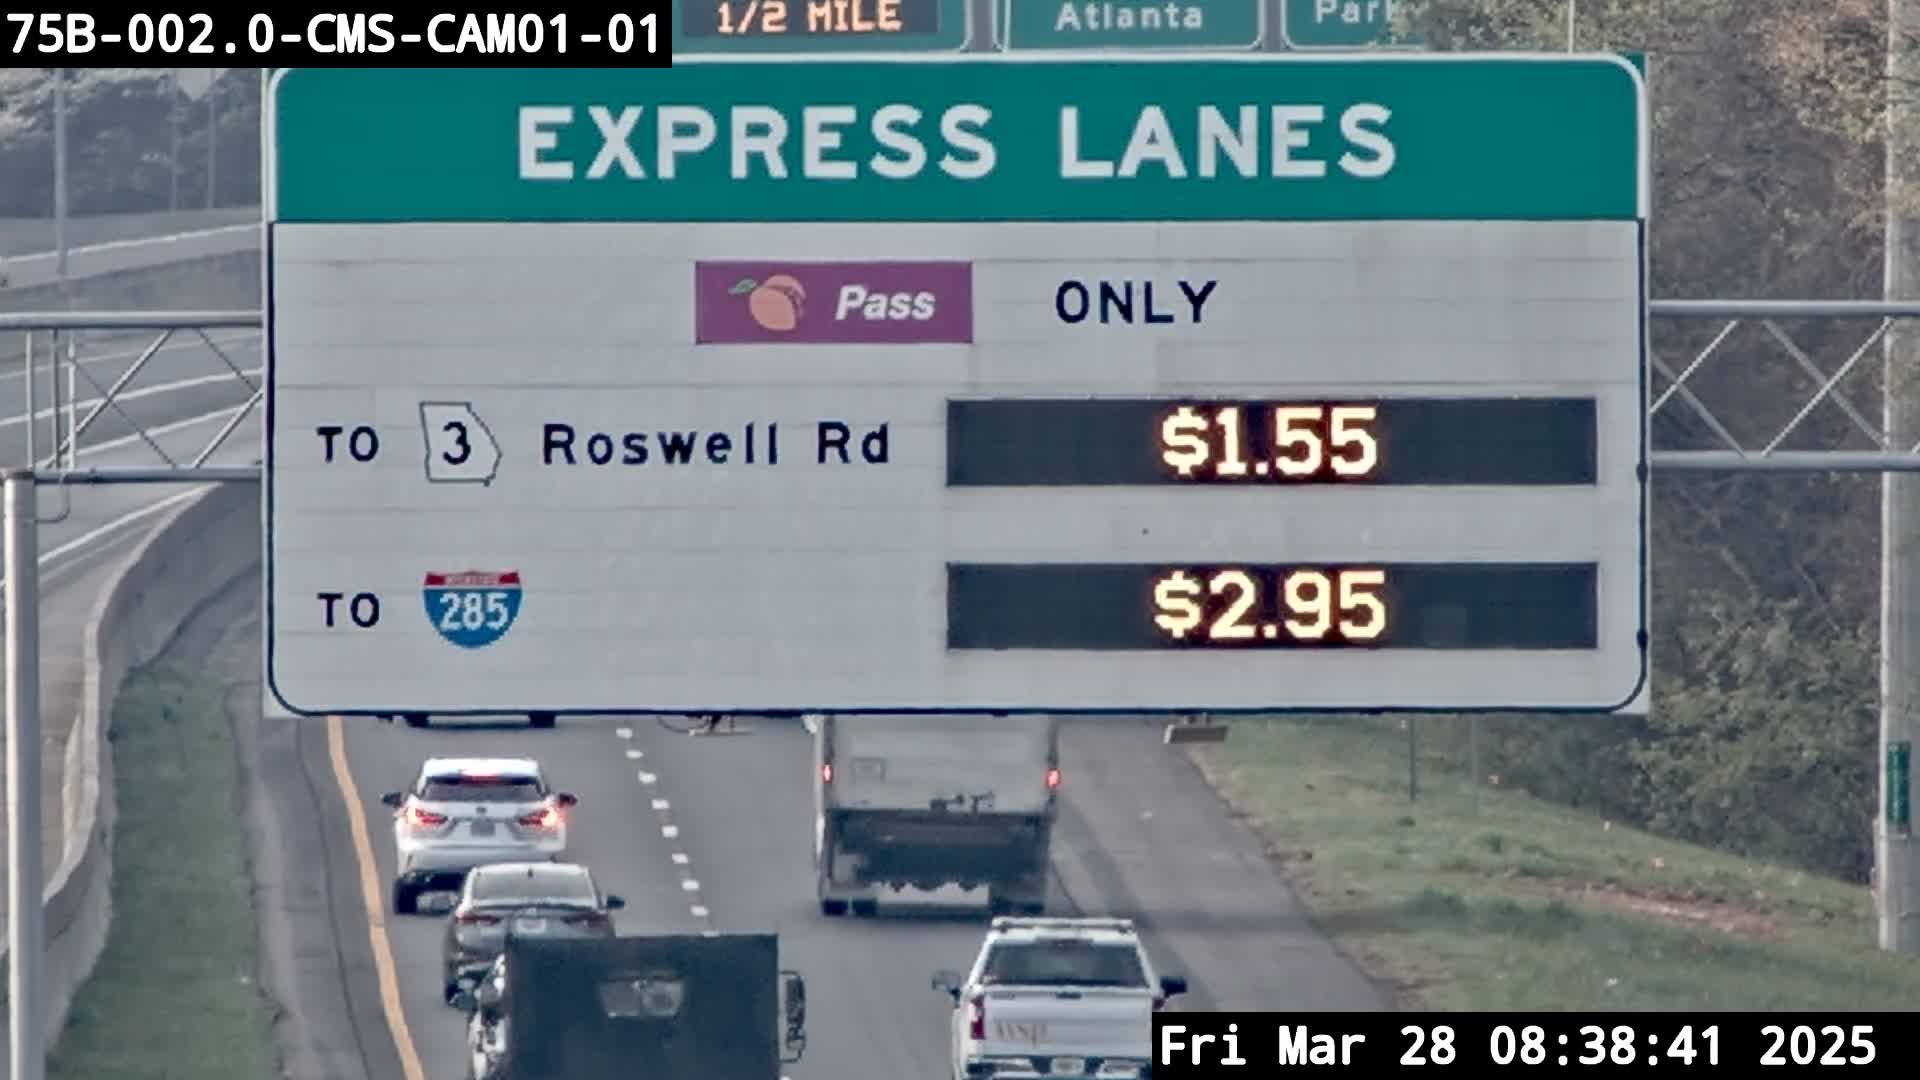 75B-002.0-CMS-CAM01-01
1/2 MILE
Atlanta
EXPRESS LANES
Pass ONLY
TO 3 Roswell Rd $1.55
TO 285 $2.95
Fri Mar 28 08:38:41 2025